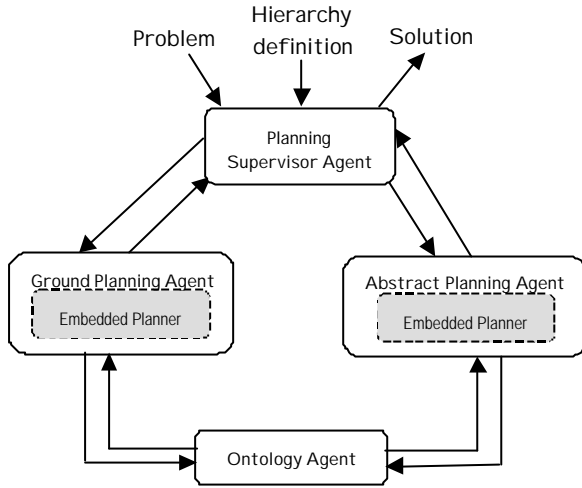 Problem
Hierarchy
definition
Solution
Planning
Supervisor Agent
Ground Planning Agent
Embedded Planner
Abstract Planning Agent
Embedded Planner
Ontology Agent